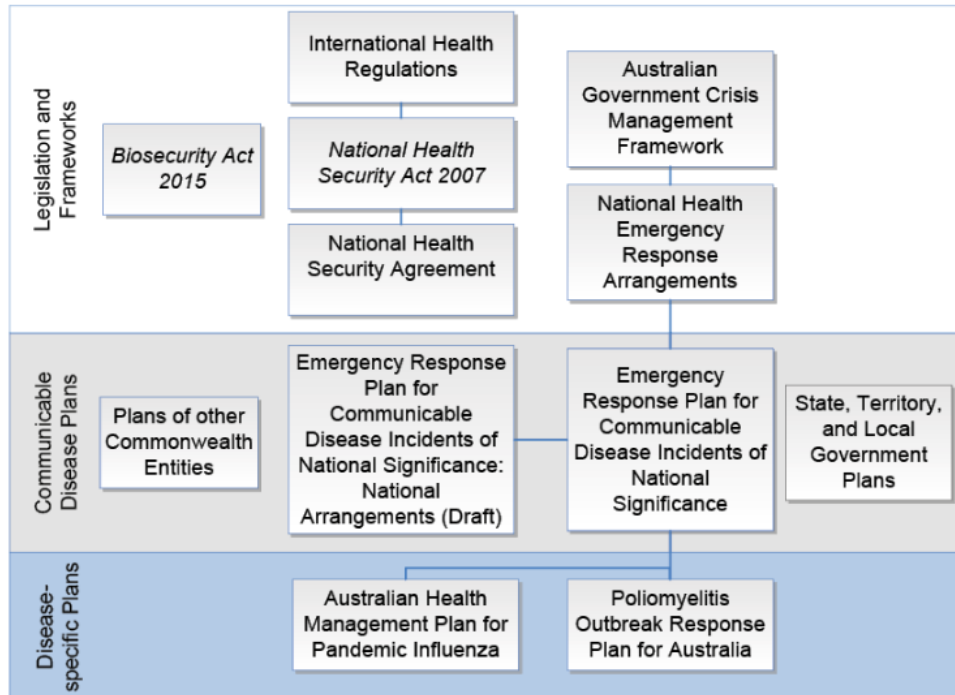 Legislation and
Frameworks
Biosecurity Act
2015
International Health
Regulations
National Health
Security Act 2007
National Health
Security Agreement
Australian
Government Crisis
Management
Framework
National Health
Emergency
Response
Arrangements
Communicable
Disease Plans
Plans of other
Commonwealth
Entities
Emergency Response
Plan for
Communicable
Disease Incidents of
National Significance:
National
Arrangements (Draft)
Emergency
Response Plan for
Communicable
Disease Incidents of
National
Significance
State, Territory,
and Local
Government
Plans
Disease-
specific Plans
Australian Health
Management Plan for
Pandemic Influenza
Poliomyelitis
Outbreak Response
Plan for Australia